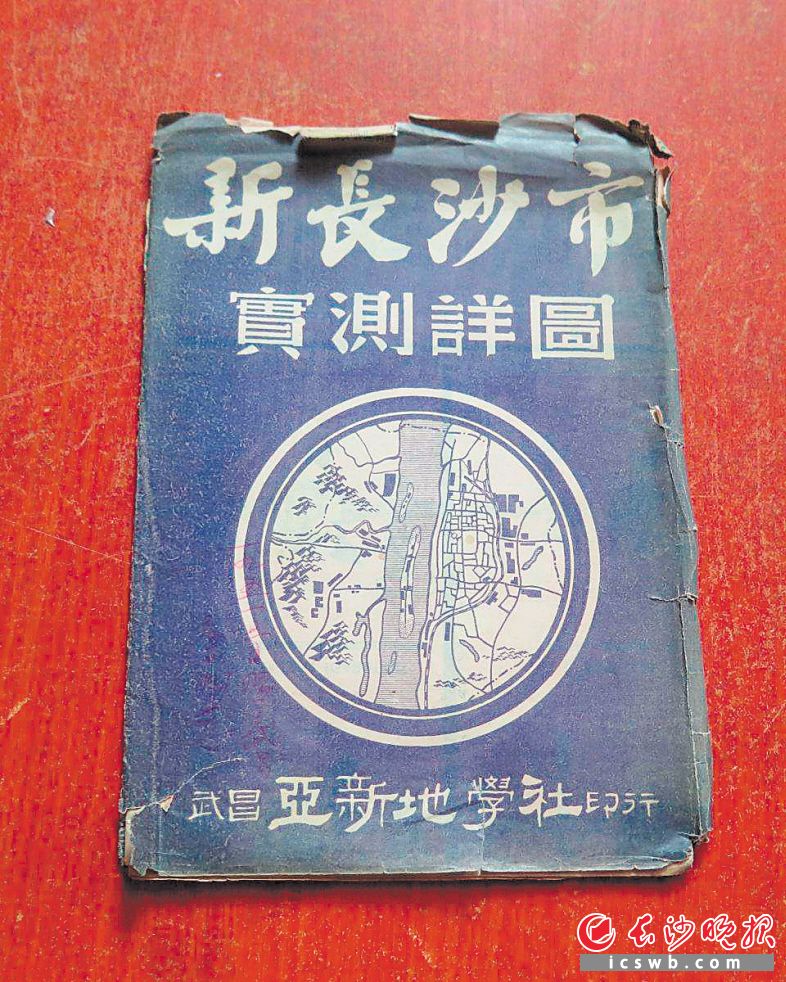 新長沙市
實測詳圖
武昌 亞新地學社印行
长沙晚报
icswb.com